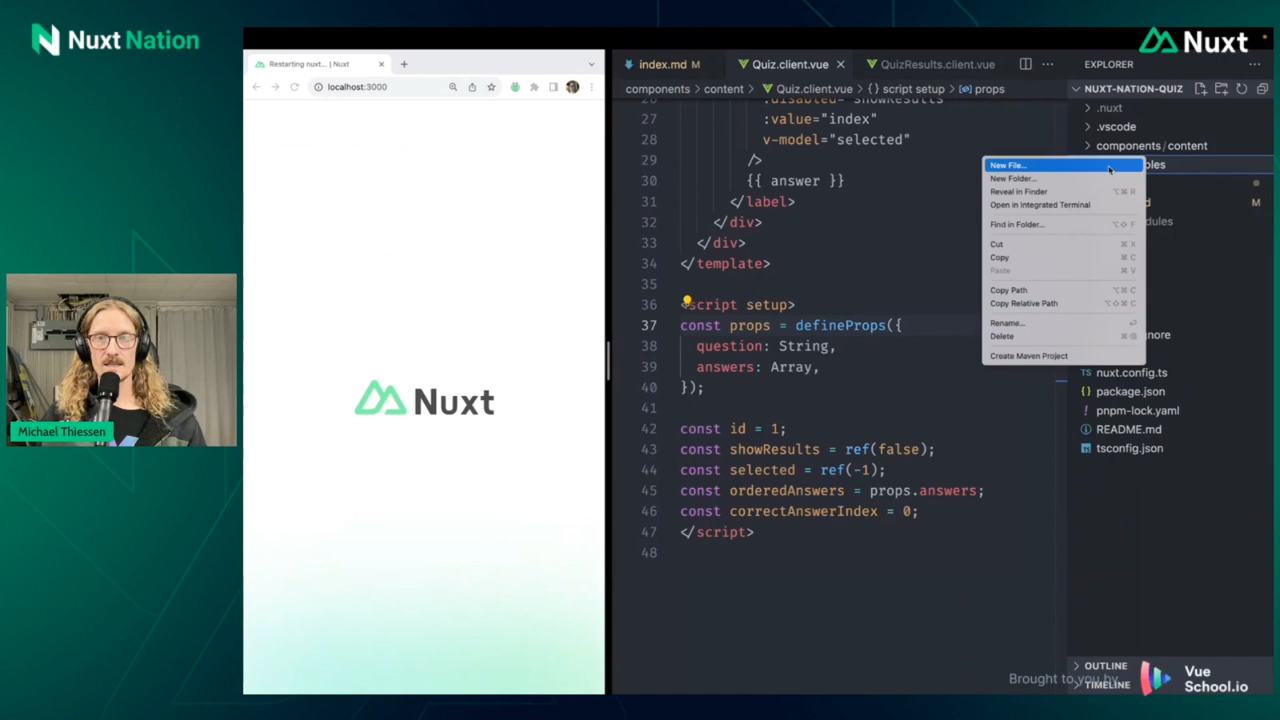 Nuxt Nation
Nuxt
Restarting nuxt... | Nuxt
localhost:3000
Nuxt
Michael Thiessen
index.md M
Quiz.client.vue
QuizResults.client.vue
components > content > Quiz.client.vue > {} script setup > props
27 :value="index"
28 v-model="selected"
29 />
30 {{ answer }}
31 </label>
32 </div>
33 </div>
34 </template>
35
36 <script setup>
37 const props = defineProps({
38 question: String,
39 answers: Array,
40 });
41
42 const id = 1;
43 const showResults = ref(false);
44 const selected = ref(-1);
45 const orderedAnswers = props.answers;
46 const correctAnswerIndex = 0;
47 </script>
48
New File...
New Folder...
Reveal in Finder ⌥⌘ R
Open in Integrated Terminal
Find in Folder... ⌥⇧ F
Cut ⌘ X
Copy ⌘ C
Paste ⌘ V
Copy Path ⌥⌘ C
Copy Relative Path ⌥⇧⌘ C
Rename...
Delete
Create Maven Project
EXPLORER
NUXT-NATION-QUIZ
.nuxt
.vscode
components / content
M
nuxt.config.ts
package.json
pnpm-lock.yaml
README.md
tsconfig.json
OUTLINE
TIMELINE
Brought to you by
Vue
School.io